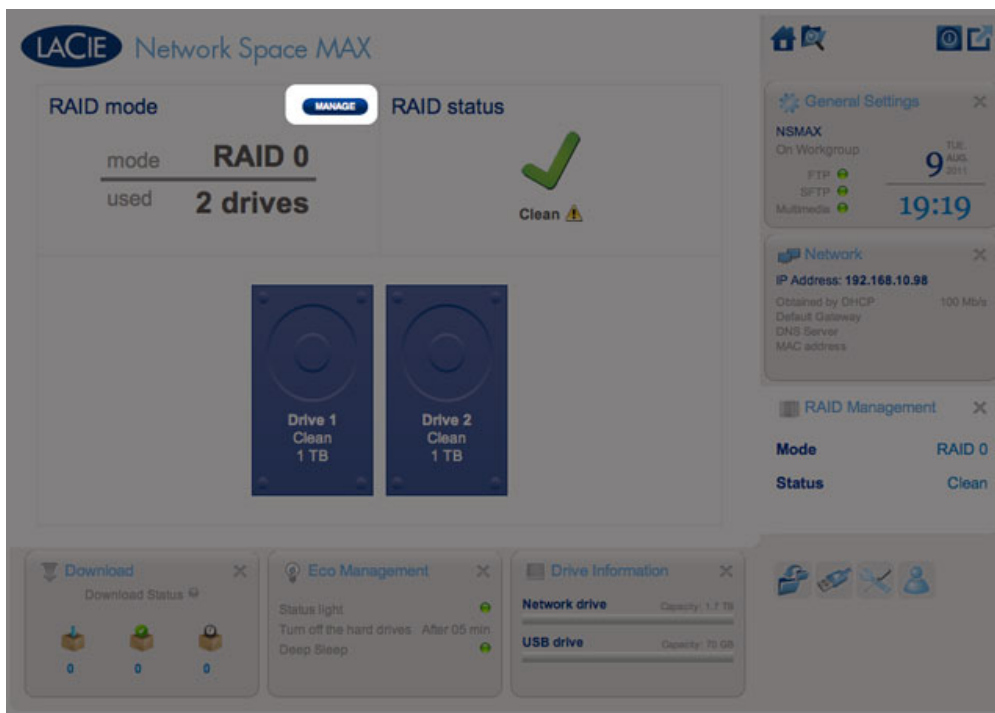 LACIE Network Space MAX
RAID mode
MANAGE
mode RAID 0
used 2 drives
RAID status
Clean
Drive 1
Clean
1 TB
Drive 2
Clean
1 TB
General Settings
NSMAX
On Workgroup
FTP
SFTP
Multimedia
9
TUE.
AUG.
2011
19:19
Network
IP Address: 192.168.10.98
Obtained by DHCP 100 Mb/s
Default Gateway
DNS Server
MAC address
RAID Management
Mode RAID 0
Status Clean
Download
Download Status
0 0 0
Eco Management
Status light
Turn off the hard drives After 05 min
Deep Sleep
Drive Information
Network drive Capacity: 1.7 TB
USB drive Capacity: 70 GB